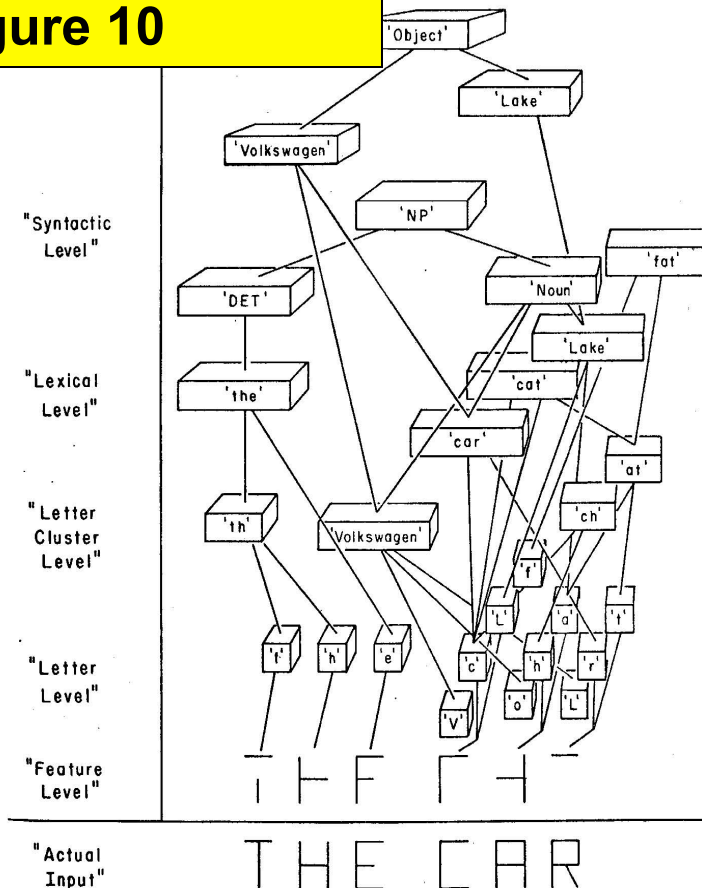 gure 10
'Object'
'Lake'
'Volkswagen'
"Syntactic
Level"
'NP'
'fat'
'DET'
'Noun'
'Lake'
"Lexical
Level"
'the'
'cat'
'car'
'at'
"Letter
Cluster
Level"
'th'
'ch'
Volkswagen'
'f'
'L'
'a'
't'
"Letter
Level"
't'
'h'
'e'
'c'
'h'
'r'
'V'
'o'
'L'
"Feature
Level"
"Actual
Input"
THE CAR